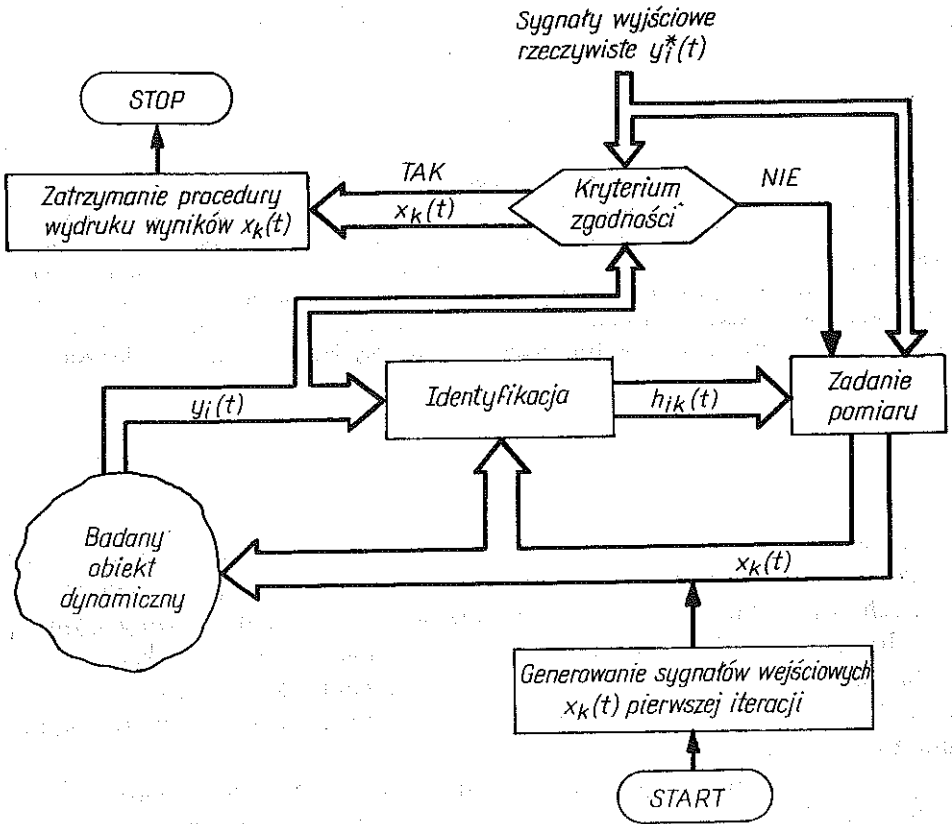 Sygnały wyjściowe
rzeczywiste y*i(t)
STOP
TAK
NIE
Zatrzymanie procedury
wydruku wyników xk(t)
xk(t)
Kryterium
zgodności
yi(t)
Identyfikacja
hik(t)
Zadanie
pomiaru
Badany
obiekt
dynamiczny
xk(t)
Generowanie sygnałów wejściowych
xk(t) pierwszej iteracji
START